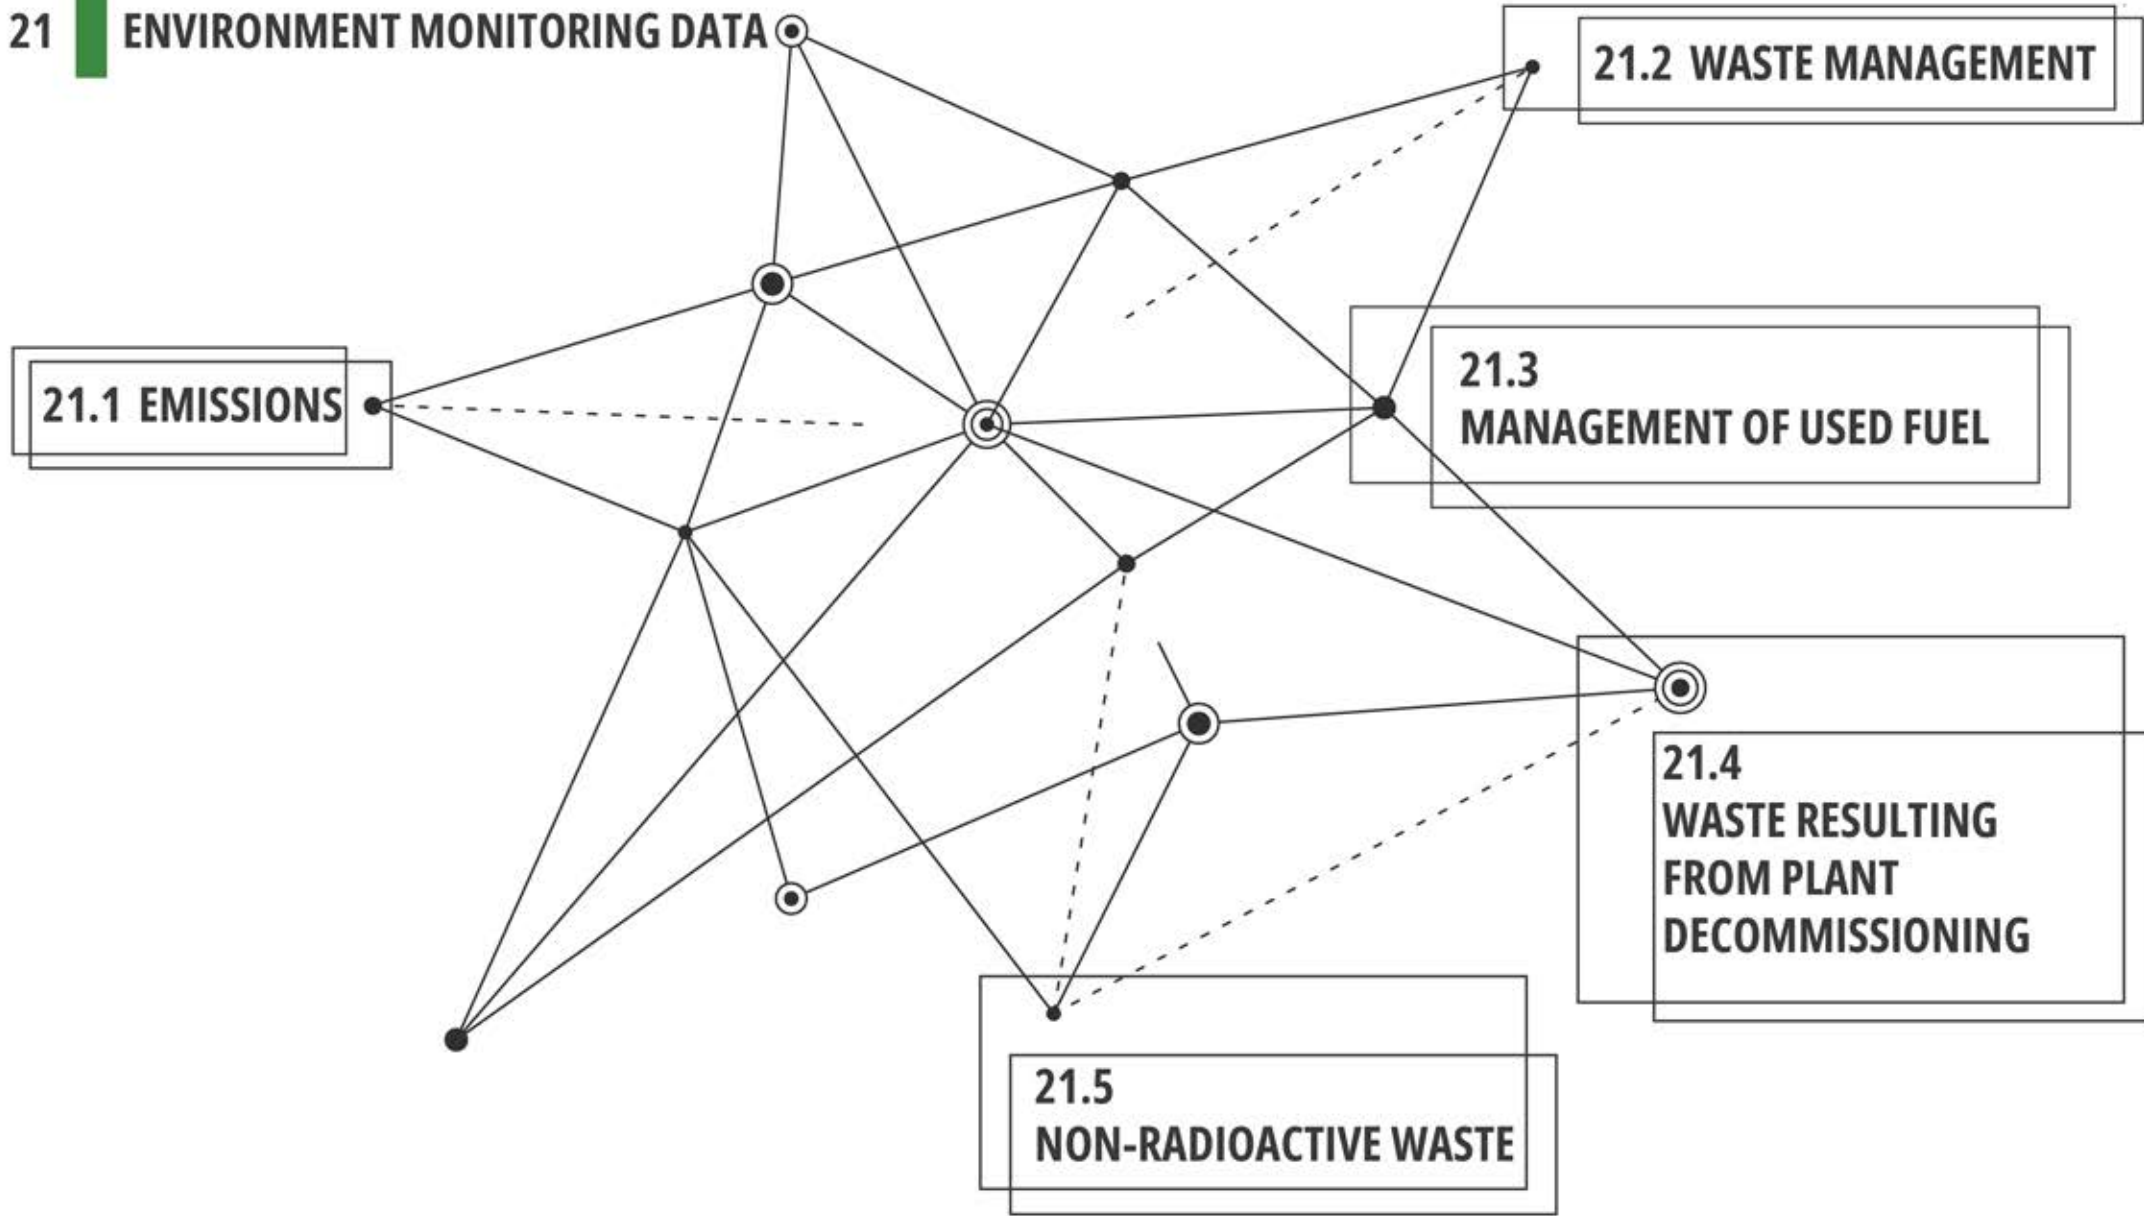 21 ENVIRONMENT MONITORING DATA
21.2 WASTE MANAGEMENT
21.1 EMISSIONS
21.3
MANAGEMENT OF USED FUEL
21.4
WASTE RESULTING
FROM PLANT
DECOMMISSIONING
21.5
NON-RADIOACTIVE WASTE